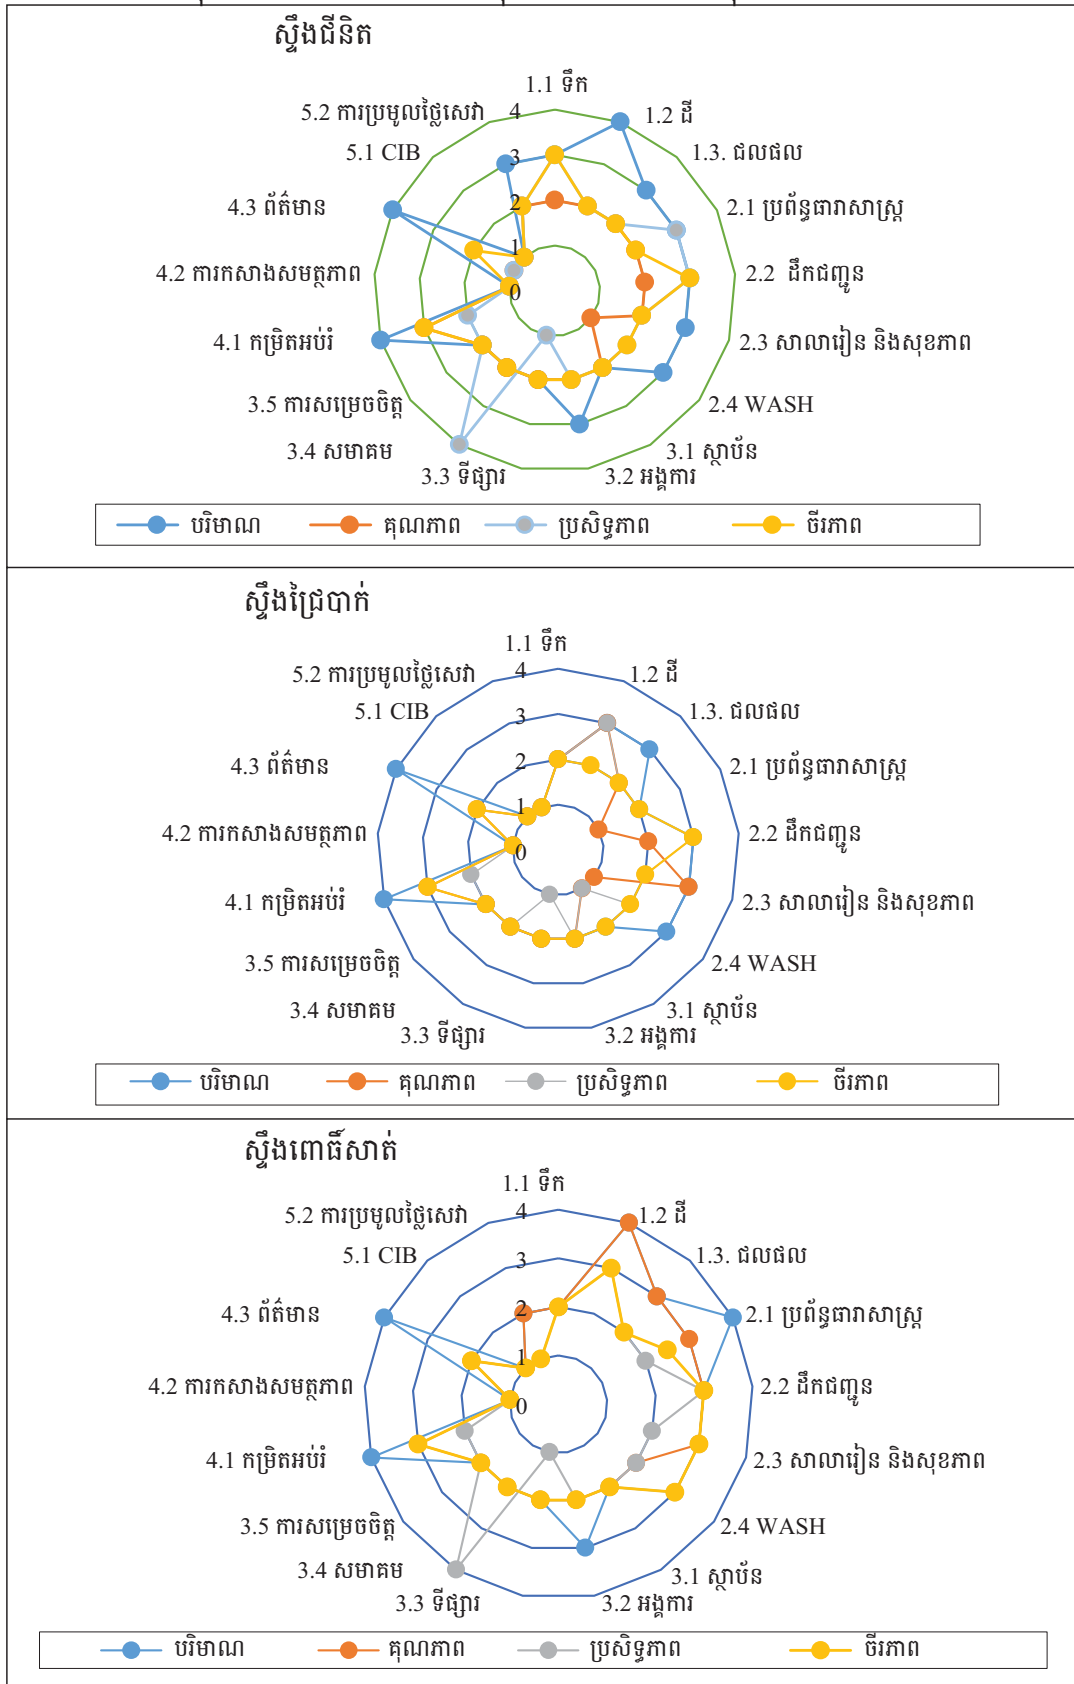 ស្ទឹងជីនិត
1.1 ទឹក
1.2 ដី
1.3. ជលផល
2.1 ប្រព័ន្ធធារាសាស្ត្រ
2.2 ដឹកជញ្ជូន
2.3 សាលារៀន និងសុខភាព
2.4 WASH
3.1 ស្ថាប័ន
3.2 អង្គការ
3.3 ទីផ្សារ
3.4 សមាគម
3.5 ការសម្រេចចិត្ត
4.1 កម្រិតអប់រំ
4.2 ការកសាងសមត្ថភាព
4.3 ព័ត៌មាន
5.1 CIB
5.2 ការប្រមូលថ្លៃសេវា
4
3
2
1
0
បរិមាណ គុណភាព ប្រសិទ្ធភាព ចីរភាព
ស្ទឹងជ្រៃបាក់
1.1 ទឹក
1.2 ដី
1.3. ជលផល
2.1 ប្រព័ន្ធធារាសាស្ត្រ
2.2 ដឹកជញ្ជូន
2.3 សាលារៀន និងសុខភាព
2.4 WASH
3.1 ស្ថាប័ន
3.2 អង្គការ
3.3 ទីផ្សារ
3.4 សមាគម
3.5 ការសម្រេចចិត្ត
4.1 កម្រិតអប់រំ
4.2 ការកសាងសមត្ថភាព
4.3 ព័ត៌មាន
5.1 CIB
5.2 ការប្រមូលថ្លៃសេវា
4
3
2
1
0
បរិមាណ គុណភាព ប្រសិទ្ធភាព ចីរភាព
ស្ទឹងពោធិ៍សាត់
1.1 ទឹក
1.2 ដី
1.3. ជលផល
2.1 ប្រព័ន្ធធារាសាស្ត្រ
2.2 ដឹកជញ្ជូន
2.3 សាលារៀន និងសុខភាព
2.4 WASH
3.1 ស្ថាប័ន
3.2 អង្គការ
3.3 ទីផ្សារ
3.4 សមាគម
3.5 ការសម្រេចចិត្ត
4.1 កម្រិតអប់រំ
4.2 ការកសាងសមត្ថភាព
4.3 ព័ត៌មាន
5.1 CIB
5.2 ការប្រមូលថ្លៃសេវា
4
3
2
1
0
បរិមាណ គុណភាព ប្រសិទ្ធភាព ចីរភាព